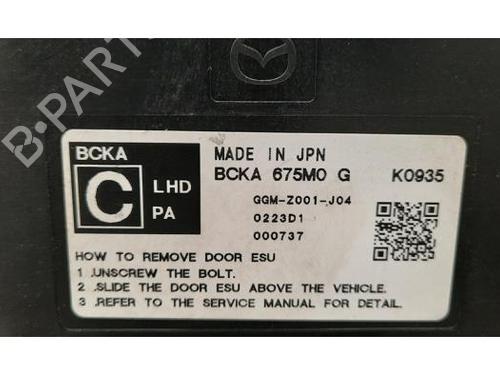 B-PARTS
BCKA
C LHD
PA
MADE IN JPN
BCKA 675M0 G K0935
GGM-Z001-J04
0223D1
000737
HOW TO REMOVE DOOR ESU
1 .UNSCREW THE BOLT.
2 .SLIDE THE DOOR ESU ABOVE THE VEHICLE.
3 .REFER TO THE SERVICE MANUAL FOR DETAIL.